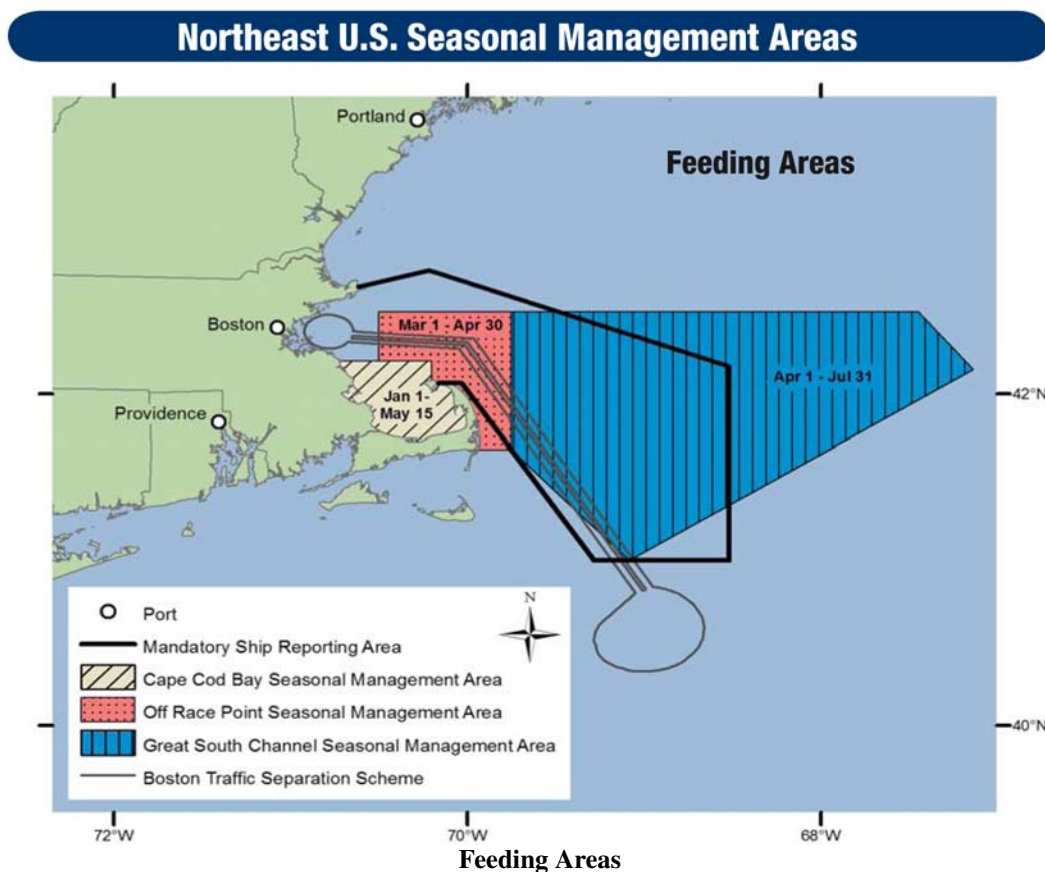 Northeast U.S. Seasonal Management Areas
Portland
Feeding Areas
Boston
Mar 1 - Apr 30
Apr 1 - Jul 31
42°N
Jan 1-
May 15
Providence
N
Port
Mandatory Ship Reporting Area
Cape Cod Bay Seasonal Management Area
Off Race Point Seasonal Management Area
Great South Channel Seasonal Management Area
Boston Traffic Separation Scheme
40°N
72°W
70°W
68°W
Feeding Areas